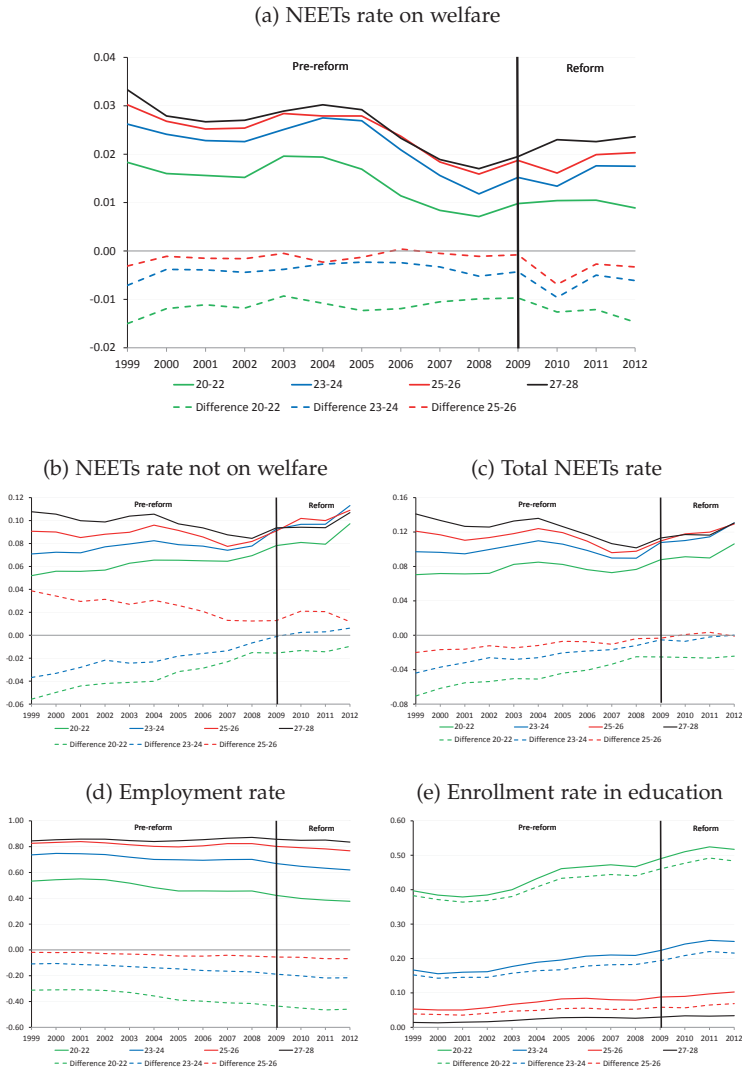 (a) NEETs rate on welfare
Pre-reform Reform
0.04
0.03
0.02
0.01
0.00
-0.01
-0.02
1999 2000 2001 2002 2003 2004 2005 2006 2007 2008 2009 2010 2011 2012
20-22 23-24 25-26 27-28
Difference 20-22 Difference 23-24 Difference 25-26
(b) NEETs rate not on welfare
Pre-reform Reform
0.12
0.10
0.08
0.06
0.04
0.02
0.00
-0.02
-0.04
-0.06
1999 2000 2001 2002 2003 2004 2005 2006 2007 2008 2009 2010 2011 2012
20-22 23-24 25-26 27-28
Difference 20-22 Difference 23-24 Difference 25-26
(c) Total NEETs rate
Pre-reform Reform
0.16
0.12
0.08
0.04
0.00
-0.04
-0.08
1999 2000 2001 2002 2003 2004 2005 2006 2007 2008 2009 2010 2011 2012
20-22 23-24 25-26 27-28
Difference 20-22 Difference 23-24 Difference 25-26
(d) Employment rate
Pre-reform Reform
1.00
0.80
0.60
0.40
0.20
0.00
-0.20
-0.40
-0.60
1999 2000 2001 2002 2003 2004 2005 2006 2007 2008 2009 2010 2011 2012
20-22 23-24 25-26 27-28
Difference 20-22 Difference 23-24 Difference 25-26
(e) Enrollment rate in education
Pre-reform Reform
0.60
0.50
0.40
0.30
0.20
0.10
0.00
1999 2000 2001 2002 2003 2004 2005 2006 2007 2008 2009 2010 2011 2012
20-22 23-24 25-26 27-28
Difference 20-22 Difference 23-24 Difference 25-26